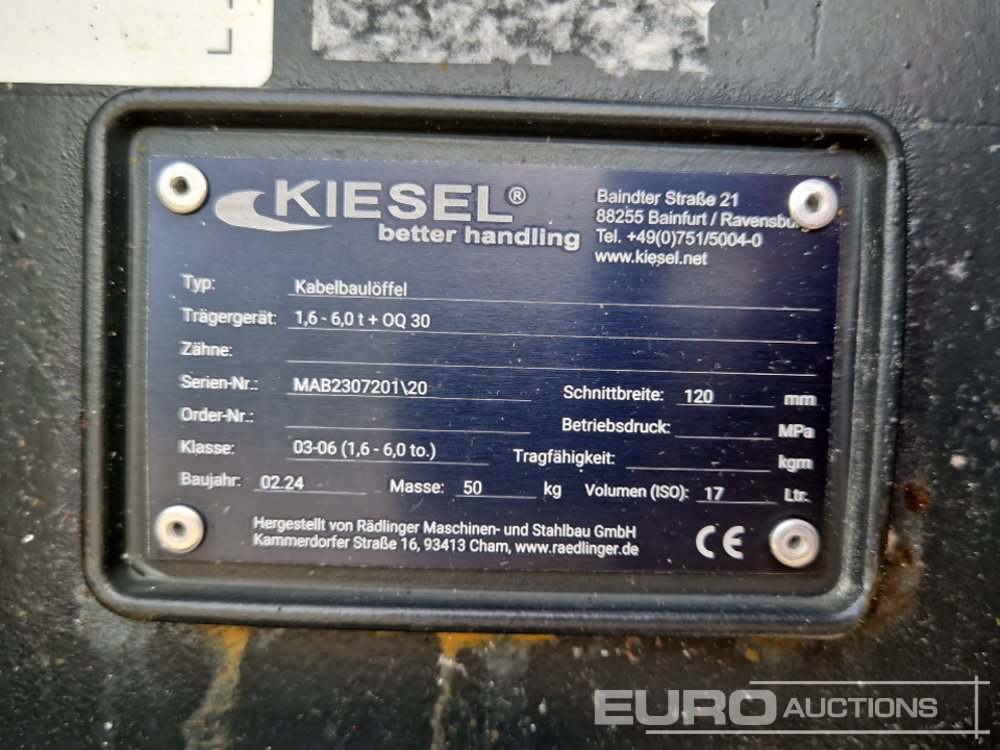 KIESEL®
better handling
Baindter Straße 21
88255 Bainfurt / Ravensbu
Tel. +49(0)751/5004-0
www.kiesel.net
Typ: Kabelbaulöffel
Trägergerät: 1,6 - 6,0 t + OQ 30
Zähne:
Serien-Nr.: MAB2307201\20 Schnittbreite: 120 mm
Order-Nr.: Betriebsdruck: MPa
Klasse: 03-06 (1,6 - 6,0 to.) Tragfähigkeit: kgm
Baujahr: 02.24 Masse: 50 kg Volumen (ISO): 17 Ltr.
Hergestellt von Rädlinger Maschinen- und Stahlbau GmbH
Kammerdorfer Straße 16, 93413 Cham, www.raedlinger.de
CE
EURO AUCTIONS